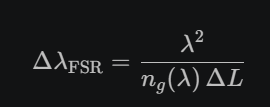 Δλ_FSR = λ² / (n_g(λ) ΔL)